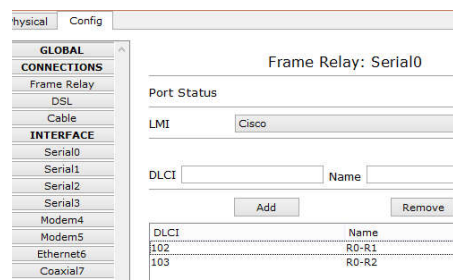 Physical Config
GLOBAL
CONNECTIONS
Frame Relay
DSL
Cable
INTERFACE
Serial0
Serial1
Serial2
Serial3
Modem4
Modem5
Ethernet6
Coaxial7
Frame Relay: Serial0
Port Status
LMI Cisco
DLCI Name
Add Remove
DLCI Name
102 R0-R1
103 R0-R2